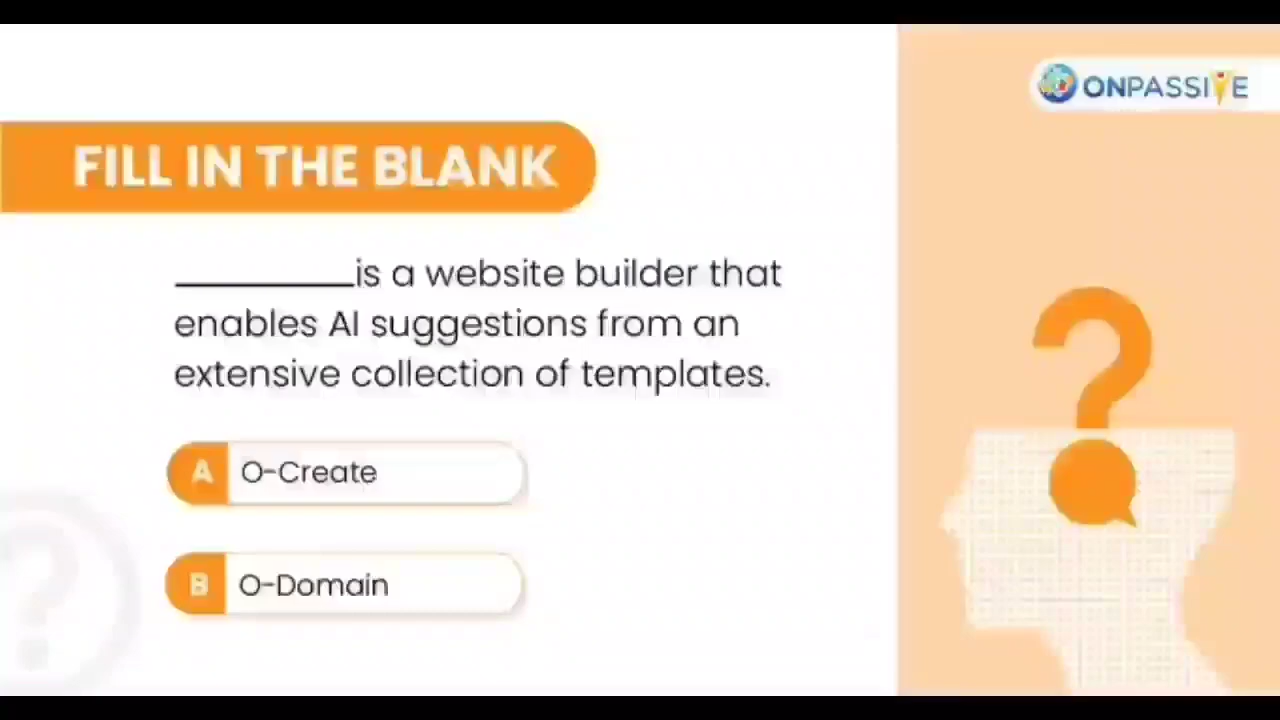 ONPASSIVE
FILL IN THE BLANK
_________is a website builder that
enables AI suggestions from an
extensive collection of templates.
A O-Create
B O-Domain